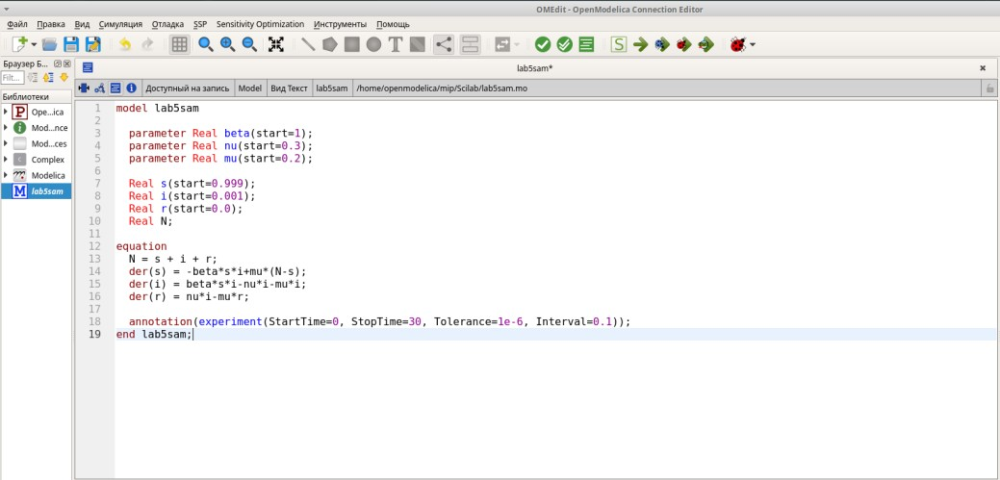 OMEdit - OpenModelica Connection Editor
Файл Правка Вид Симуляция Отладка SSP Sensitivity Optimization Инструменты Помощь
Браузер Б...
lab5sam*
Filt...
Доступный на запись Model Вид Текст lab5sam /home/openmodelica/mip/Scilab/lab5sam.mo
Библиотеки
P Ope...ica
Mod...nce
Mod...ces
Complex
Modelica
M lab5sam
1 model lab5sam
2
3 parameter Real beta(start=1);
4 parameter Real nu(start=0.3);
5 parameter Real mu(start=0.2);
6
7 Real s(start=0.999);
8 Real i(start=0.001);
9 Real r(start=0.0);
10 Real N;
11
12 equation
13 N = s + i + r;
14 der(s) = -beta*s*i+mu*(N-s);
15 der(i) = beta*s*i-nu*i-mu*i;
16 der(r) = nu*i-mu*r;
17
18 annotation(experiment(StartTime=0, StopTime=30, Tolerance=1e-6, Interval=0.1));
19 end lab5sam;